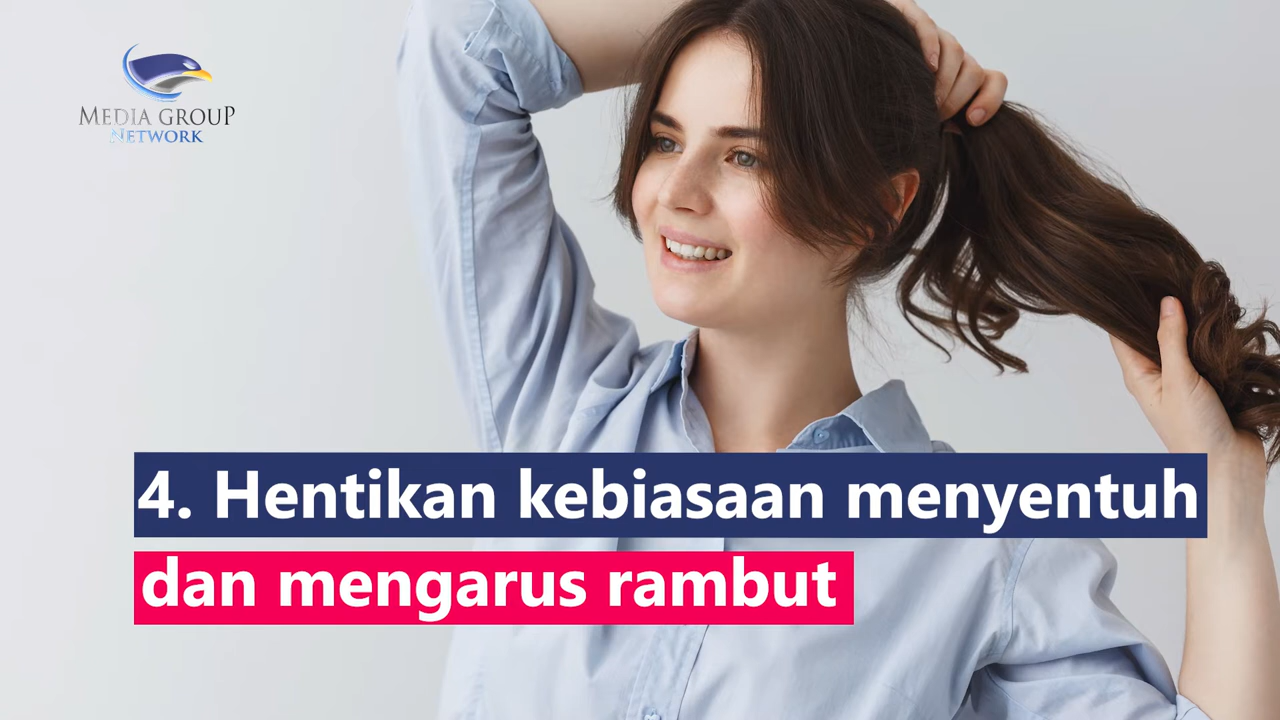 MEDIA GROUP
NETWORK
4. Hentikan kebiasaan menyentuh
dan mengarus rambut